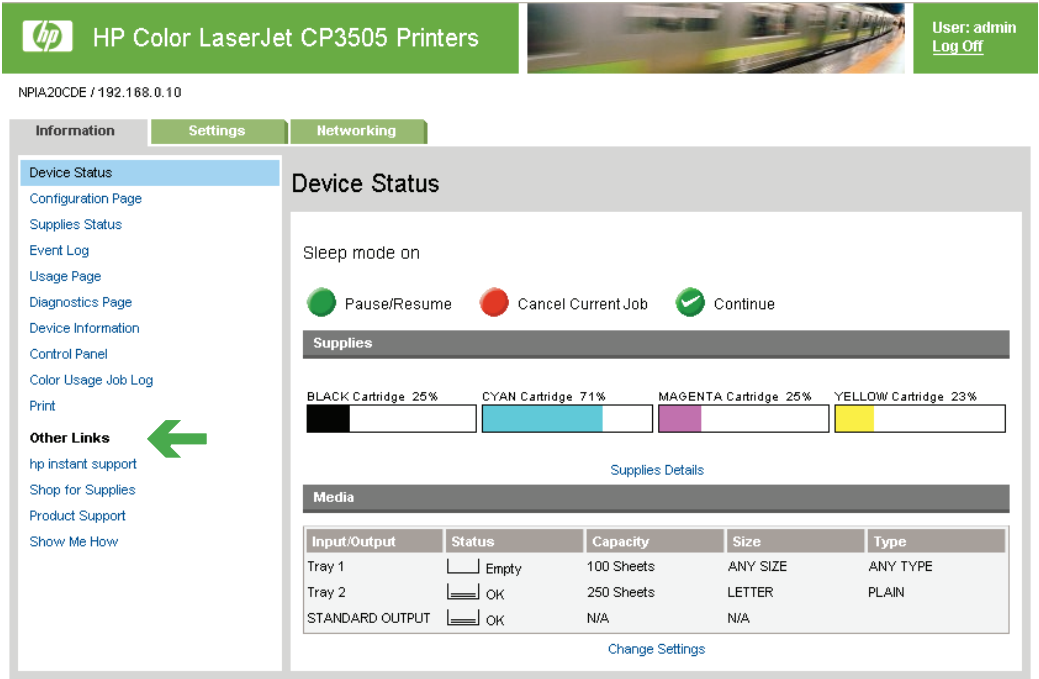 hp HP Color LaserJet CP3505 Printers
User: admin
Log Off
NPIA20CDE / 192.168.0.10
Information Settings Networking
Device Status
Configuration Page
Supplies Status
Event Log
Usage Page
Diagnostics Page
Device Information
Control Panel
Color Usage Job Log
Print
Other Links
hp instant support
Shop for Supplies
Product Support
Show Me How
Device Status
Sleep mode on
Pause/Resume Cancel Current Job Continue
Supplies
BLACK Cartridge 25% CYAN Cartridge 71% MAGENTA Cartridge 25% YELLOW Cartridge 23%
Supplies Details
Media
Input/Output Status Capacity Size Type
Tray 1 Empty 100 Sheets ANY SIZE ANY TYPE
Tray 2 OK 250 Sheets LETTER PLAIN
STANDARD OUTPUT OK N/A N/A
Change Settings